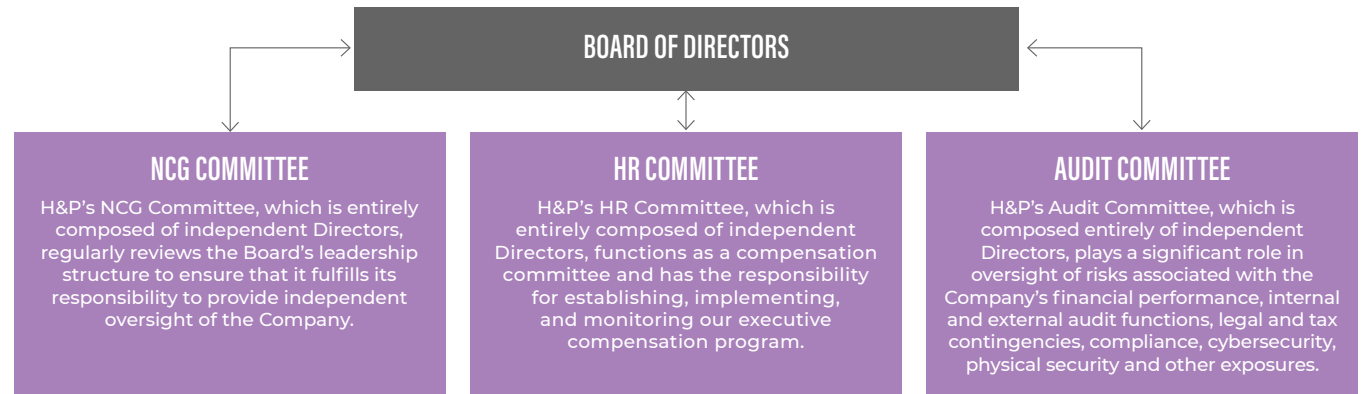 BOARD OF DIRECTORS
NCG COMMITTEE
H&P’s NCG Committee, which is entirely
composed of independent Directors,
regularly reviews the Board’s leadership
structure to ensure that it fulfills its
responsibility to provide independent
oversight of the Company.
HR COMMITTEE
H&P’s HR Committee, which is
entirely composed of independent
Directors, functions as a compensation
committee and has the responsibility
for establishing, implementing,
and monitoring our executive
compensation program.
AUDIT COMMITTEE
H&P’s Audit Committee, which is
composed entirely of independent
Directors, plays a significant role in
oversight of risks associated with the
Company’s financial performance, internal
and external audit functions, legal and tax
contingencies, compliance, cybersecurity,
physical security and other exposures.